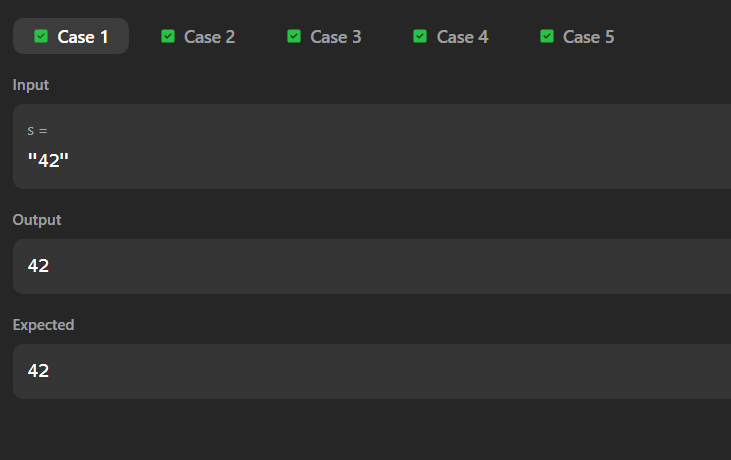 Case 1 Case 2 Case 3 Case 4 Case 5
Input
s =
"42"
Output
42
Expected
42